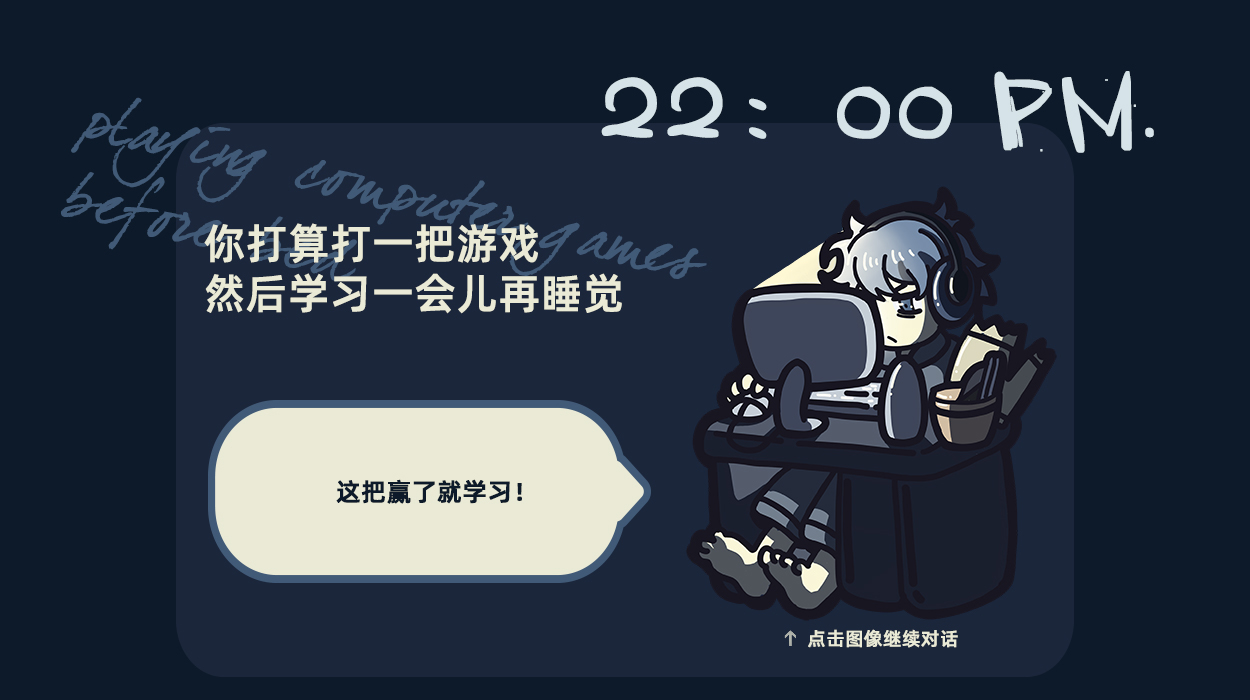 22：00 PM.
playing computer games
before bed
你打算打一把游戏
然后学习一会儿再睡觉
这把赢了就学习！
↑ 点击图像继续对话